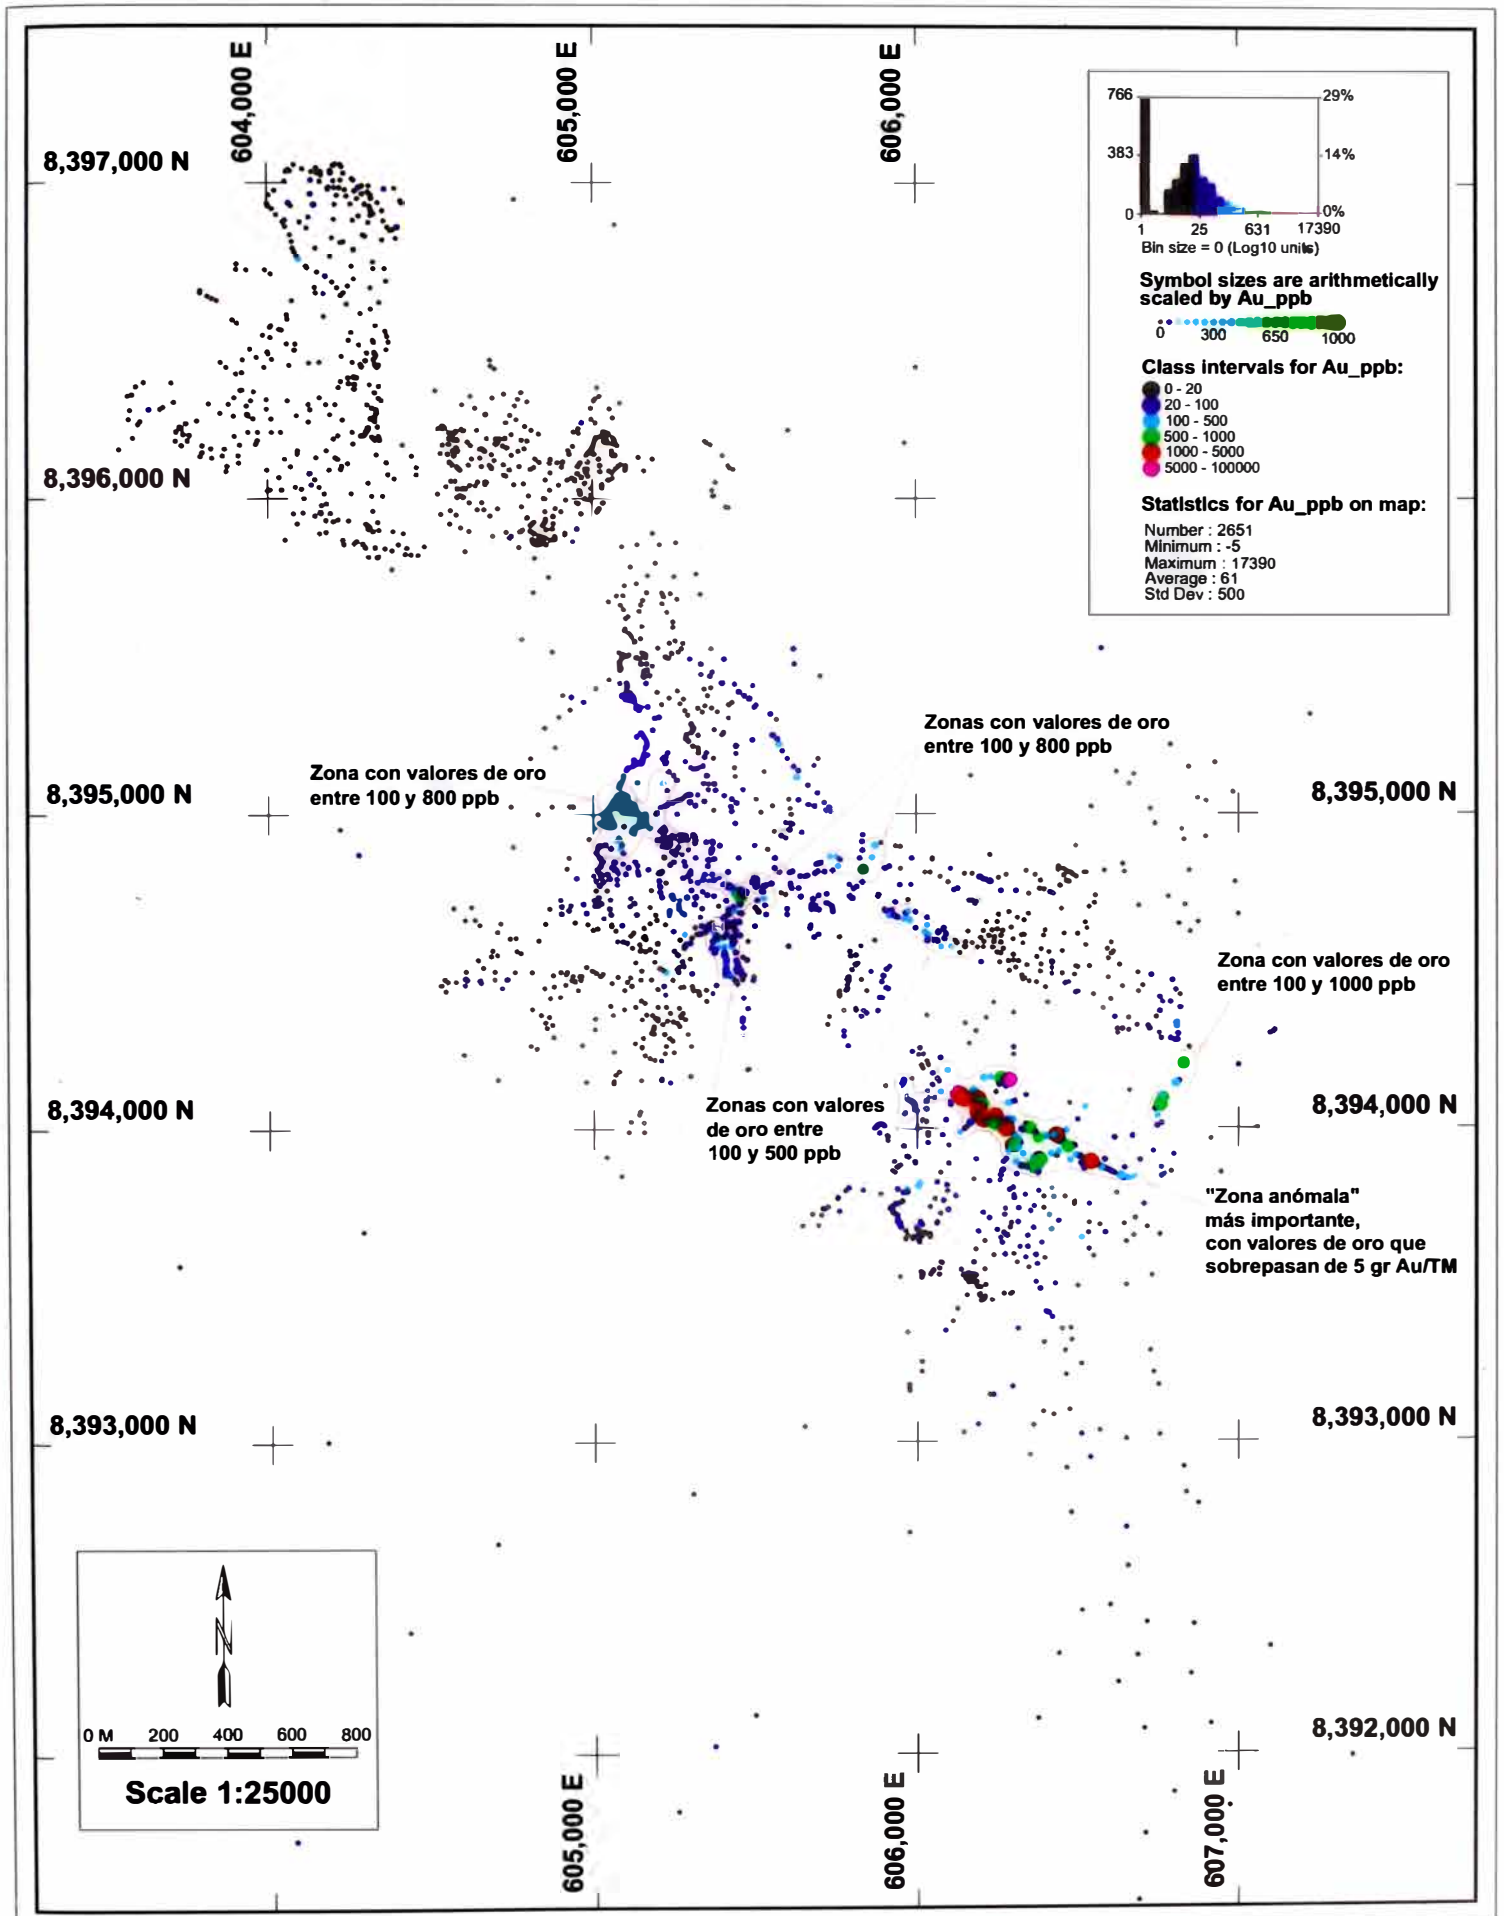 604,000 E
605,000 E
606,000 E
8,397,000 N
8,396,000 N
8,395,000 N
8,394,000 N
8,393,000 N
766
383
0
29%
14%
0%
1 25 631 17390
Bin size = 0 (Log10 units)
Symbol sizes are arithmetically
scaled by Au_ppb
0 300 650 1000
Class intervals for Au_ppb:
0 - 20
20 - 100
100 - 500
500 - 1000
1000 - 5000
5000 - 100000
Statistics for Au_ppb on map:
Number : 2651
Minimum : -5
Maximum : 17390
Average : 61
Std Dev : 500
Zonas con valores de oro
entre 100 y 800 ppb
Zona con valores de oro
entre 100 y 800 ppb
8,395,000 N
Zona con valores de oro
entre 100 y 1000 ppb
Zonas con valores
de oro entre
100 y 500 ppb
8,394,000 N
"Zona anómala"
más importante,
con valores de oro que
sobrepasan de 5 gr Au/TM
8,393,000 N
8,392,000 N
N
0 M 200 400 600 800
Scale 1:25000
605,000 E
606,000 E
607,000 E